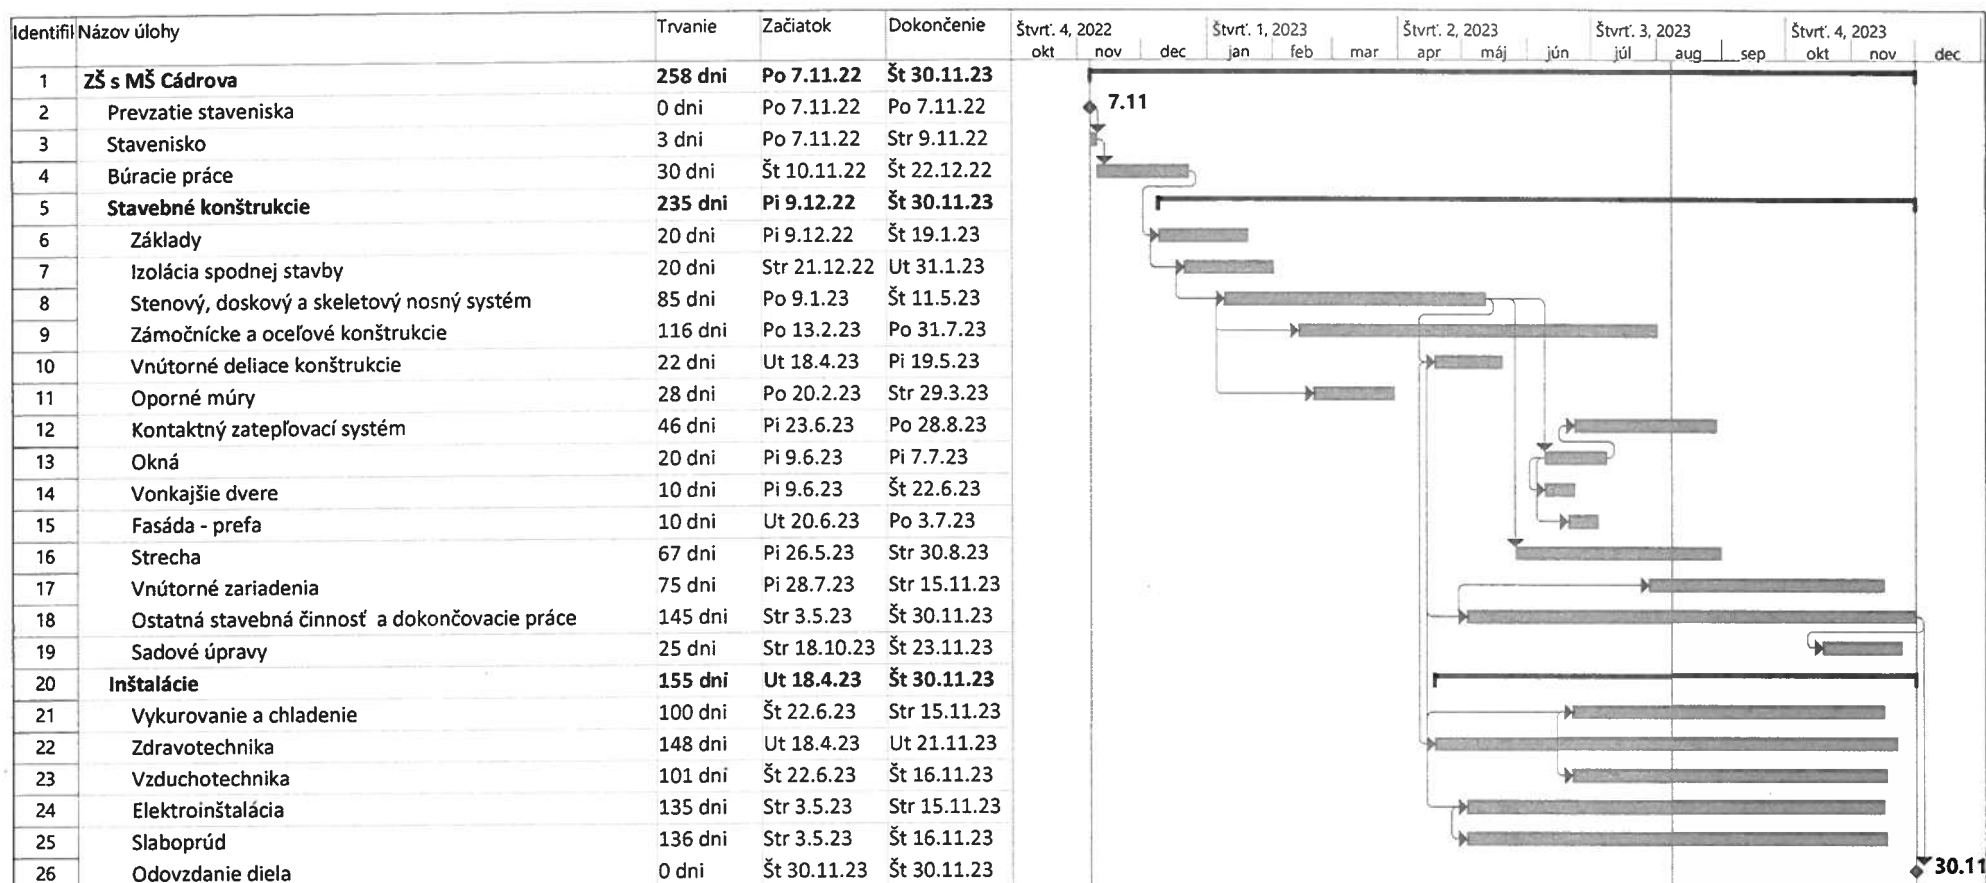 Identifik Názov úlohy Trvanie Začiatok Dokončenie Štvrť. 4, 2022 Štvrť. 1, 2023 Štvrť. 2, 2023 Štvrť. 3, 2023 Štvrť. 4, 2023
okt nov dec jan feb mar apr máj jún júl aug sep okt nov dec
1 ZŠ s MŠ Cádrova 258 dni Po 7.11.22 Št 30.11.23
2 Prevzatie staveniska 0 dni Po 7.11.22 Po 7.11.22 7.11
3 Stavenisko 3 dni Po 7.11.22 Str 9.11.22
4 Búracie práce 30 dni Št 10.11.22 Št 22.12.22
5 Stavebné konštrukcie 235 dni Pi 9.12.22 Št 30.11.23
6 Základy 20 dni Pi 9.12.22 Št 19.1.23
7 Izolácia spodnej stavby 20 dni Str 21.12.22 Ut 31.1.23
8 Stenový, doskový a skeletový nosný systém 85 dni Po 9.1.23 Št 11.5.23
9 Zámočnícke a oceľové konštrukcie 116 dni Po 13.2.23 Po 31.7.23
10 Vnútorné deliace konštrukcie 22 dni Ut 18.4.23 Pi 19.5.23
11 Oporné múry 28 dni Po 20.2.23 Str 29.3.23
12 Kontaktný zatepľovací systém 46 dni Pi 23.6.23 Po 28.8.23
13 Okná 20 dni Pi 9.6.23 Pi 7.7.23
14 Vonkajšie dvere 10 dni Pi 9.6.23 Št 22.6.23
15 Fasáda - prefa 10 dni Ut 20.6.23 Po 3.7.23
16 Strecha 67 dni Pi 26.5.23 Str 30.8.23
17 Vnútorné zariadenia 75 dni Pi 28.7.23 Str 15.11.23
18 Ostatná stavebná činnosť a dokončovacie práce 145 dni Str 3.5.23 Št 30.11.23
19 Sadové úpravy 25 dni Str 18.10.23 Št 23.11.23
20 Inštalácie 155 dni Ut 18.4.23 Št 30.11.23
21 Vykurovanie a chladenie 100 dni Št 22.6.23 Str 15.11.23
22 Zdravotechnika 148 dni Ut 18.4.23 Ut 21.11.23
23 Vzduchotechnika 101 dni Št 22.6.23 Št 16.11.23
24 Elektroinštalácia 135 dni Str 3.5.23 Str 15.11.23
25 Slaboprúd 136 dni Str 3.5.23 Št 16.11.23
26 Odovzdanie diela 0 dni Št 30.11.23 Št 30.11.23 30.11